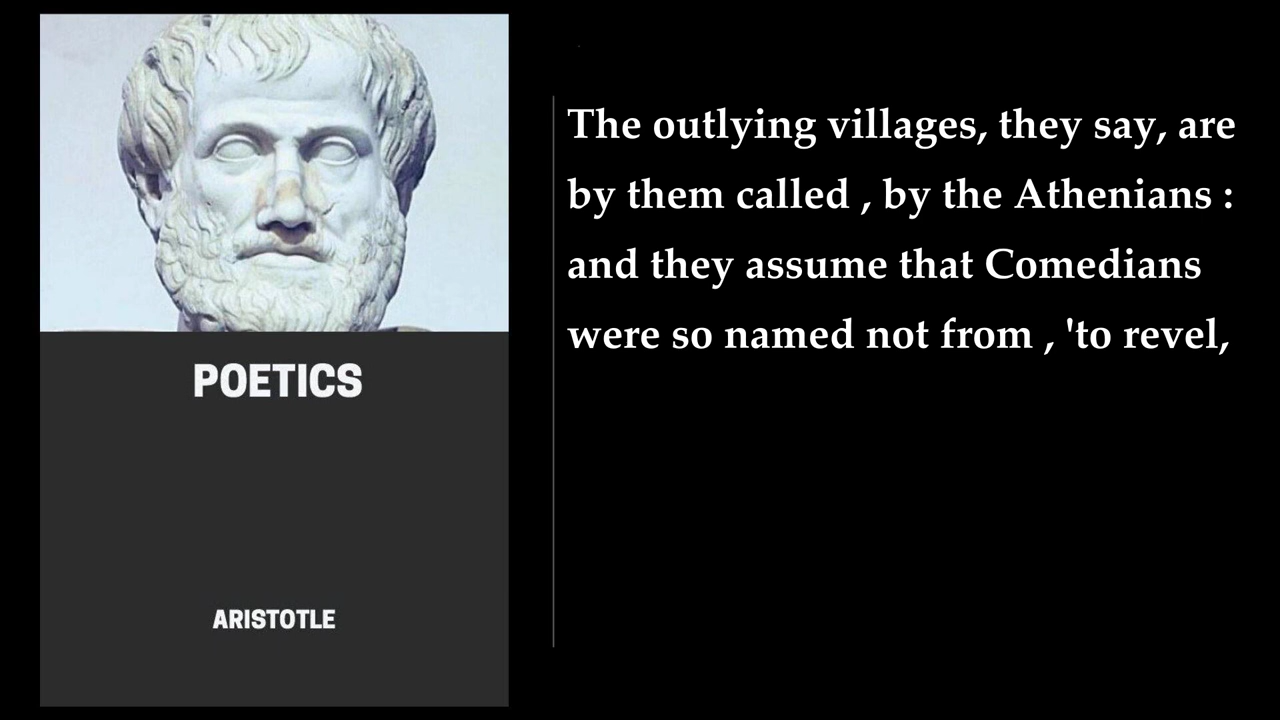 POETICS
ARISTOTLE
The outlying villages, they say, are
by them called , by the Athenians :
and they assume that Comedians
were so named not from , 'to revel,